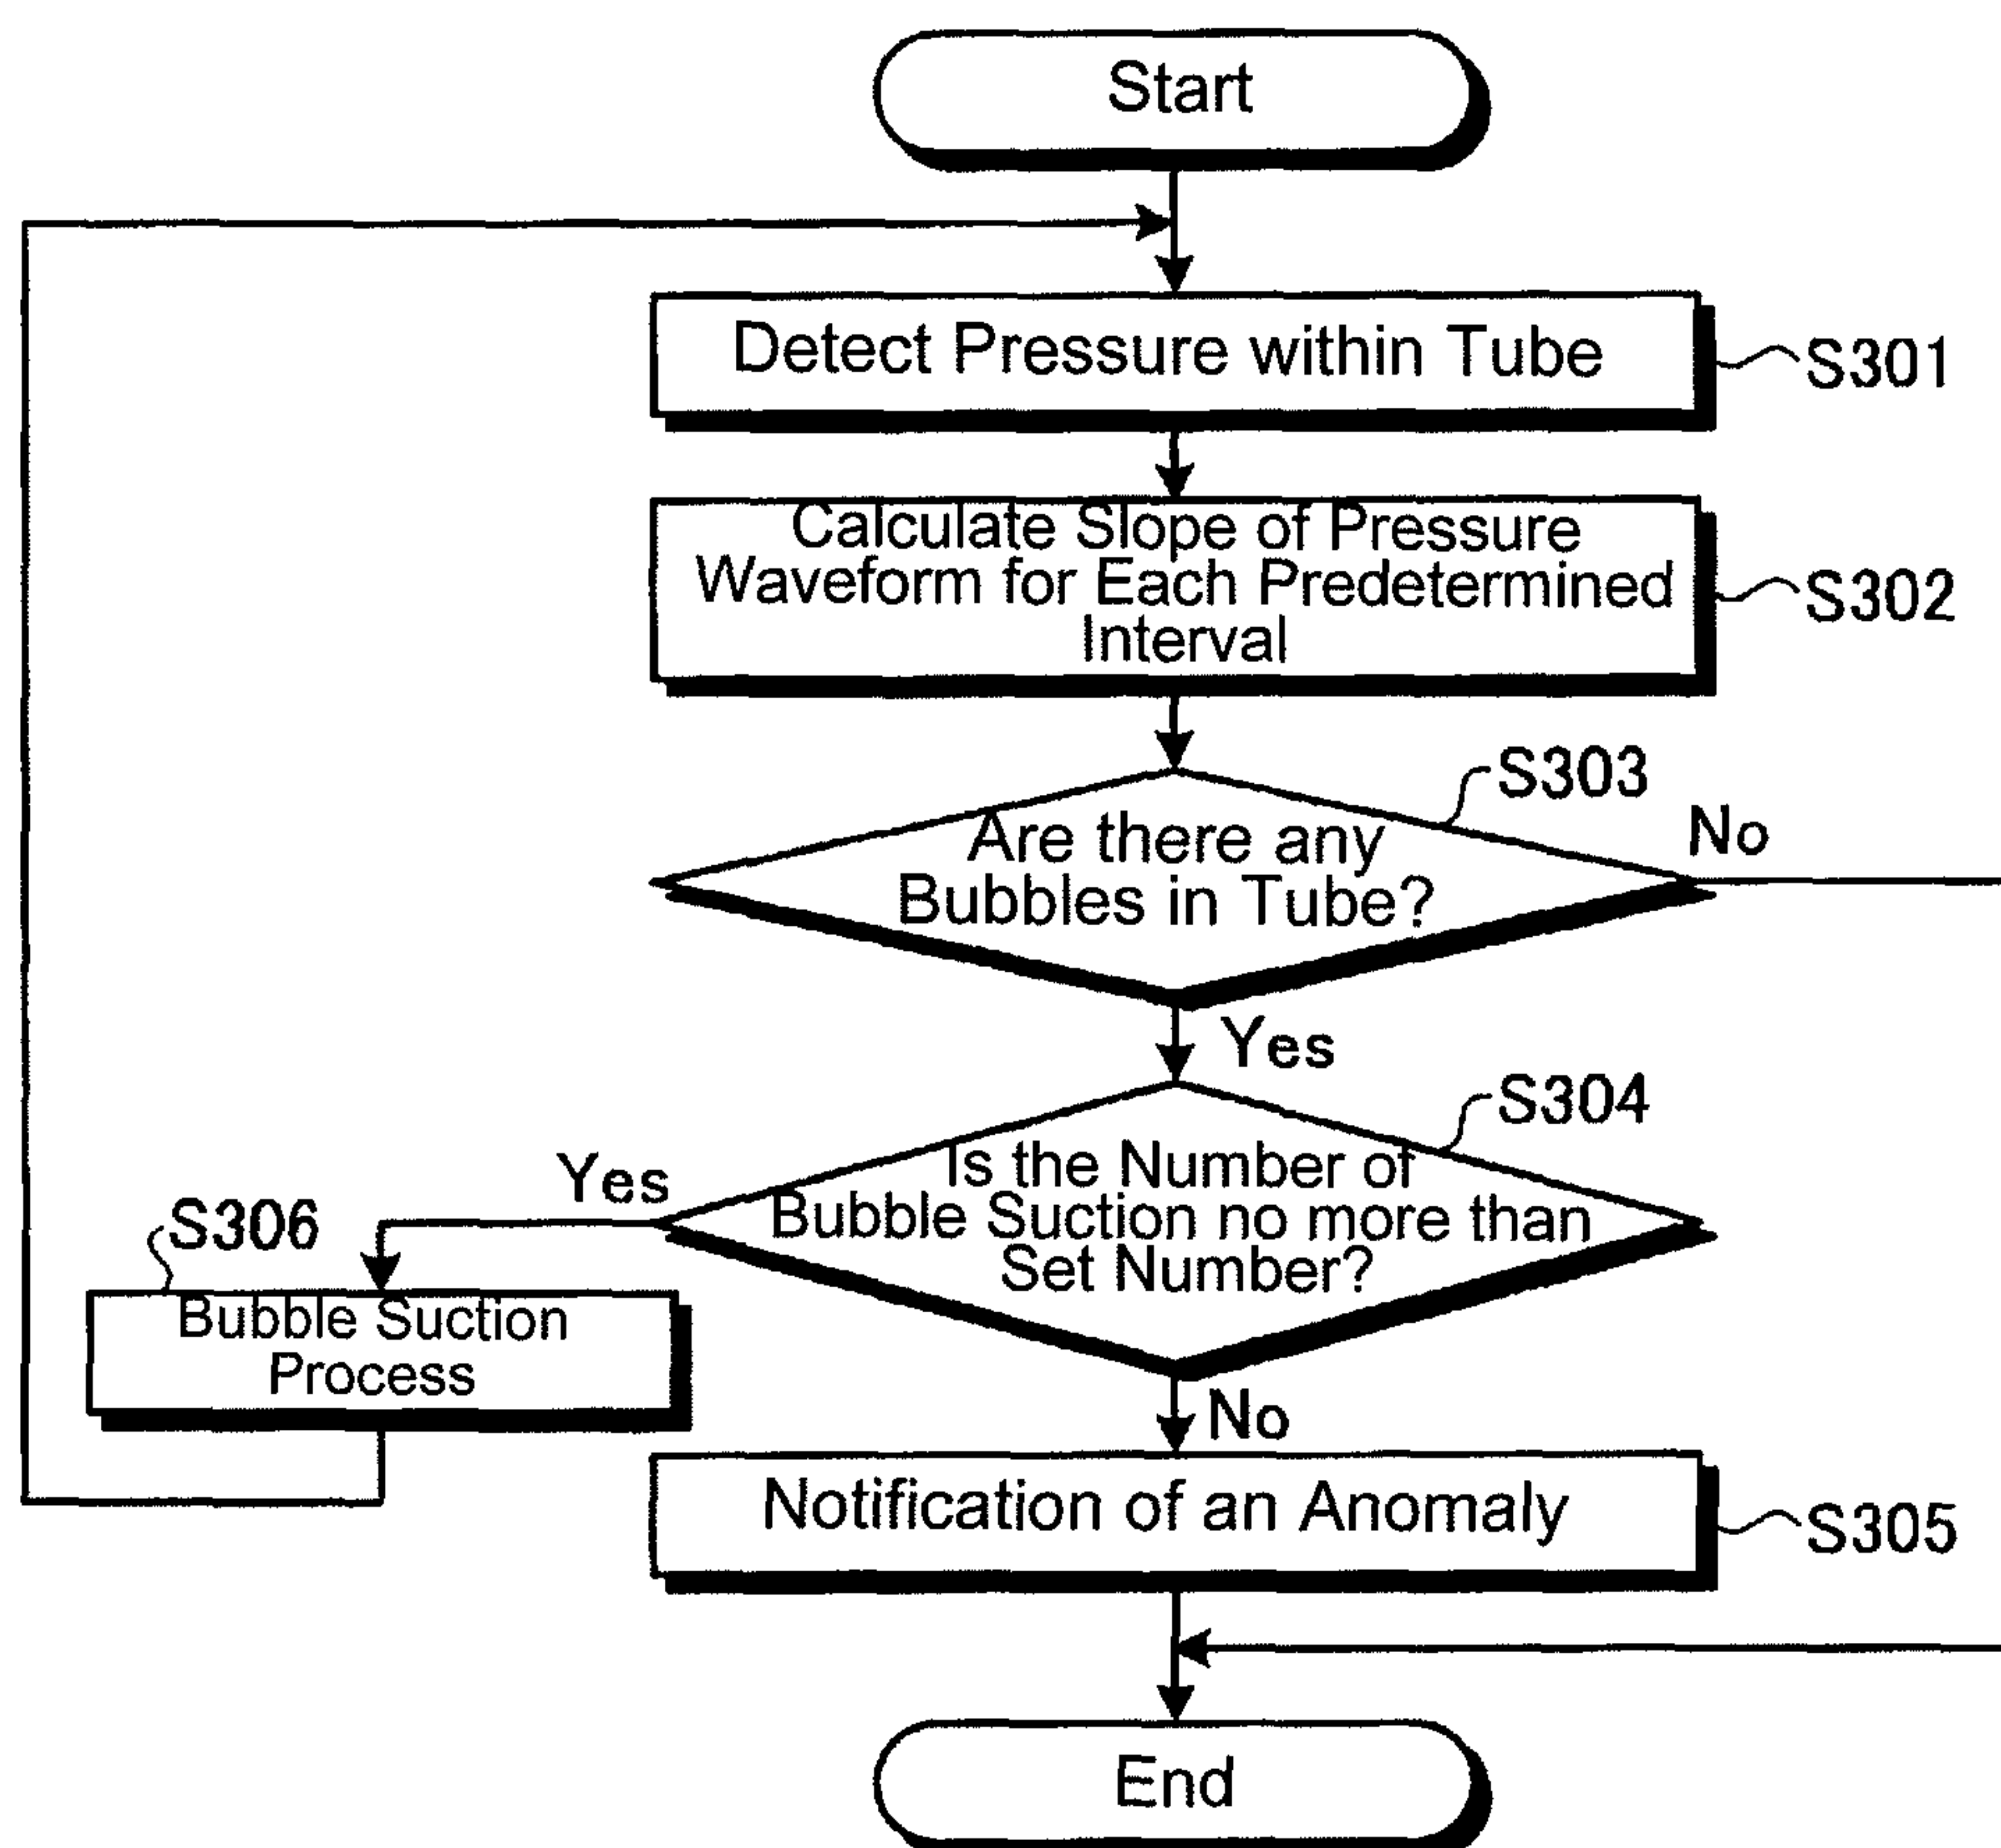 Start
Detect Pressure within Tube
S301
Calculate Slope of Pressure
Waveform for Each Predetermined
Interval
S302
S303
Are there any
Bubbles in Tube?
No
Yes
S304
Is the Number of
Bubble Suction no more than
Set Number?
Yes
S306
Bubble Suction
Process
No
Notification of an Anomaly
S305
End